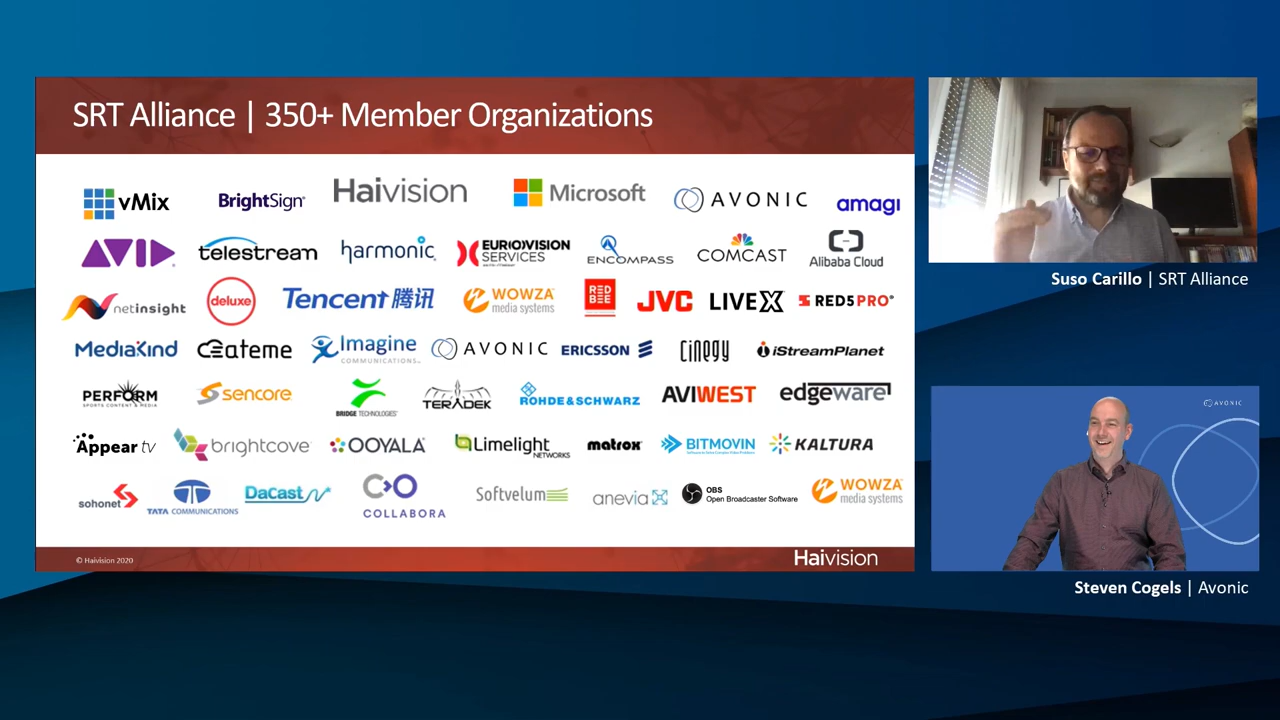 SRT Alliance | 350+ Member Organizations
vMix
BrightSign
Haivision
Microsoft
AVONIC
amagi
AVID
telestream
harmonic
EUROVISION
SERVICES
ENCOMPASS
COMCAST
Alibaba Cloud
netinsight
deluxe
Tencent 腾讯
WOWZA
media systems
RED
BEE
JVC
LIVEX
RED5PRO
MEDIAKIND
ateme
Imagine
COMMUNICATIONS
AVONIC
ERICSSON
cinegy
iStreamPlanet
PERFORM
SPORTS CONTENT & MEDIA
sencore
BRIDGE TECHNOLOGIES
TERADEK
ROHDE & SCHWARZ
AVIWEST
edgeware
Appear tv
brightcove
OOYALA
Limelight
NETWORKS
matrox
BITMOVIN
KALTURA
sohonet
TATA COMMUNICATIONS
DaCast
COLLABORA
Softvelum
anevia
OBS
Open Broadcaster Software
WOWZA
media systems
© Haivision 2020
Haivision
Suso Carillo | SRT Alliance
AVONIC
Steven Cogels | Avonic